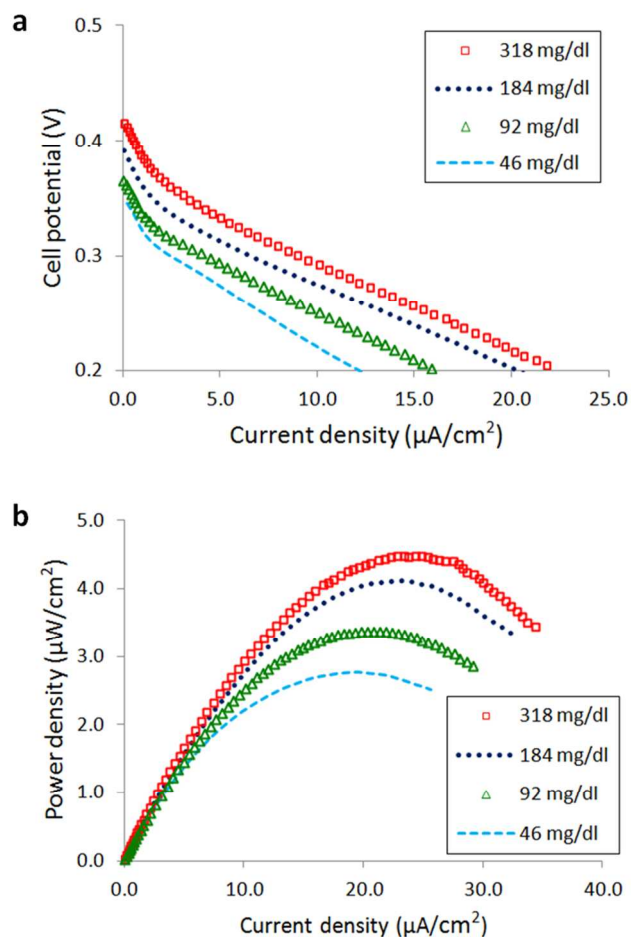 a
0.5
0.4
0.3
0.2
Cell potential (V)
318 mg/dl
184 mg/dl
92 mg/dl
46 mg/dl
0.0 5.0 10.0 15.0 20.0 25.0
Current density (µA/cm²)
b
5.0
4.0
3.0
2.0
1.0
0.0
Power density (µW/cm²)
318 mg/dl
184 mg/dl
92 mg/dl
46 mg/dl
0.0 10.0 20.0 30.0 40.0
Current density (µA/cm²)